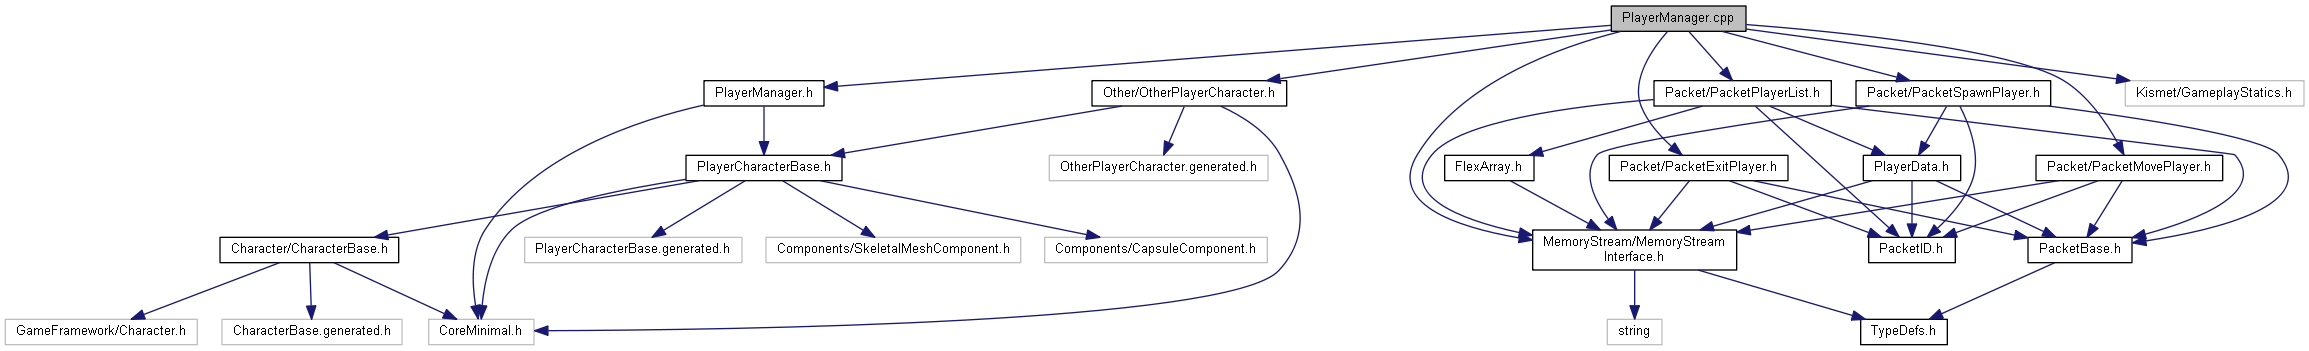 PlayerManager.cpp
PlayerManager.h
Other/OtherPlayerCharacter.h
Packet/PacketPlayerList.h
Packet/PacketSpawnPlayer.h
Kismet/GameplayStatics.h
PlayerCharacterBase.h
OtherPlayerCharacter.generated.h
FlexArray.h
Packet/PacketExitPlayer.h
PlayerData.h
Packet/PacketMovePlayer.h
Character/CharacterBase.h
PlayerCharacterBase.generated.h
Components/SkeletalMeshComponent.h
Components/CapsuleComponent.h
MemoryStream/MemoryStream
Interface.h
PacketID.h
PacketBase.h
GameFramework/Character.h
CharacterBase.generated.h
CoreMinimal.h
string
TypeDefs.h